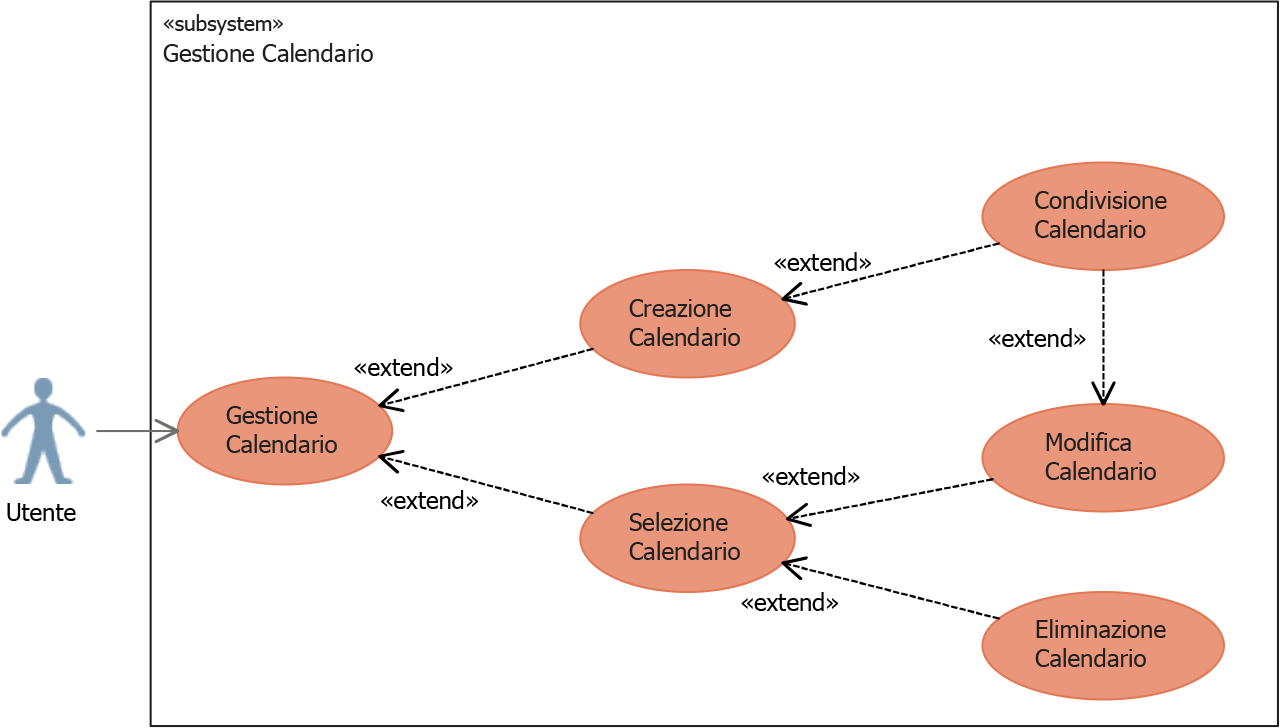 «subsystem»
Gestione Calendario
Condivisione
Calendario
«extend»
Creazione
Calendario
«extend»
«extend»
Gestione
Calendario
Modifica
Calendario
«extend»
«extend»
Utente
Selezione
Calendario
«extend»
Eliminazione
Calendario